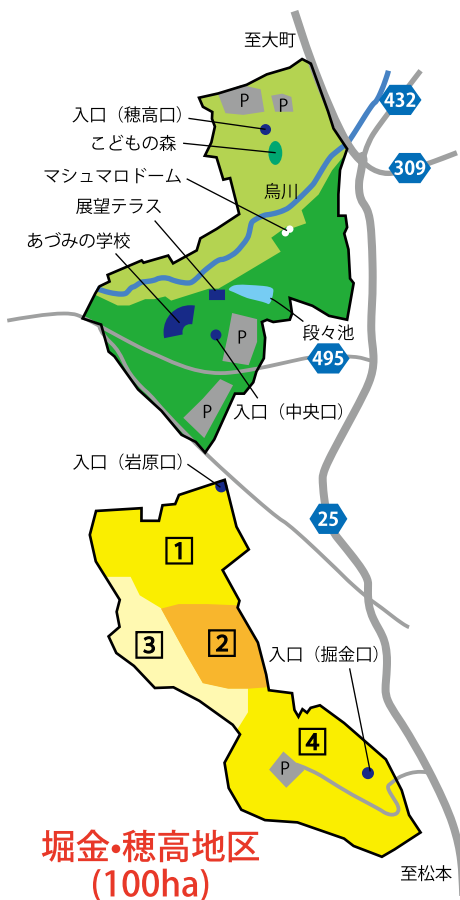 至大町
P
P
432
入口（穂高口）
こどもの森
309
マシュマロドーム
烏川
展望テラス
あづみの学校
段々池
P
495
P
入口（中央口）
入口（岩原口）
25
1
3
2
入口（掘金口）
4
P
堀金・穂高地区
(100ha)
至松本